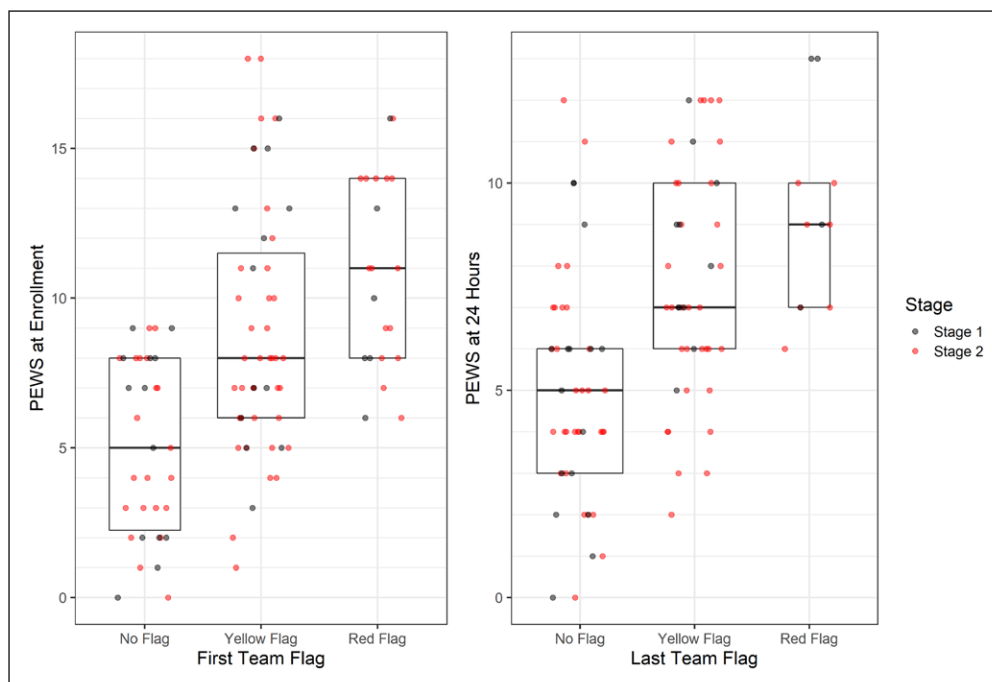 PEWS at Enrollment
15
10
5
0
No Flag
Yellow Flag
Red Flag
First Team Flag
PEWS at 24 Hours
10
5
0
No Flag
Yellow Flag
Red Flag
Last Team Flag
Stage
Stage 1
Stage 2